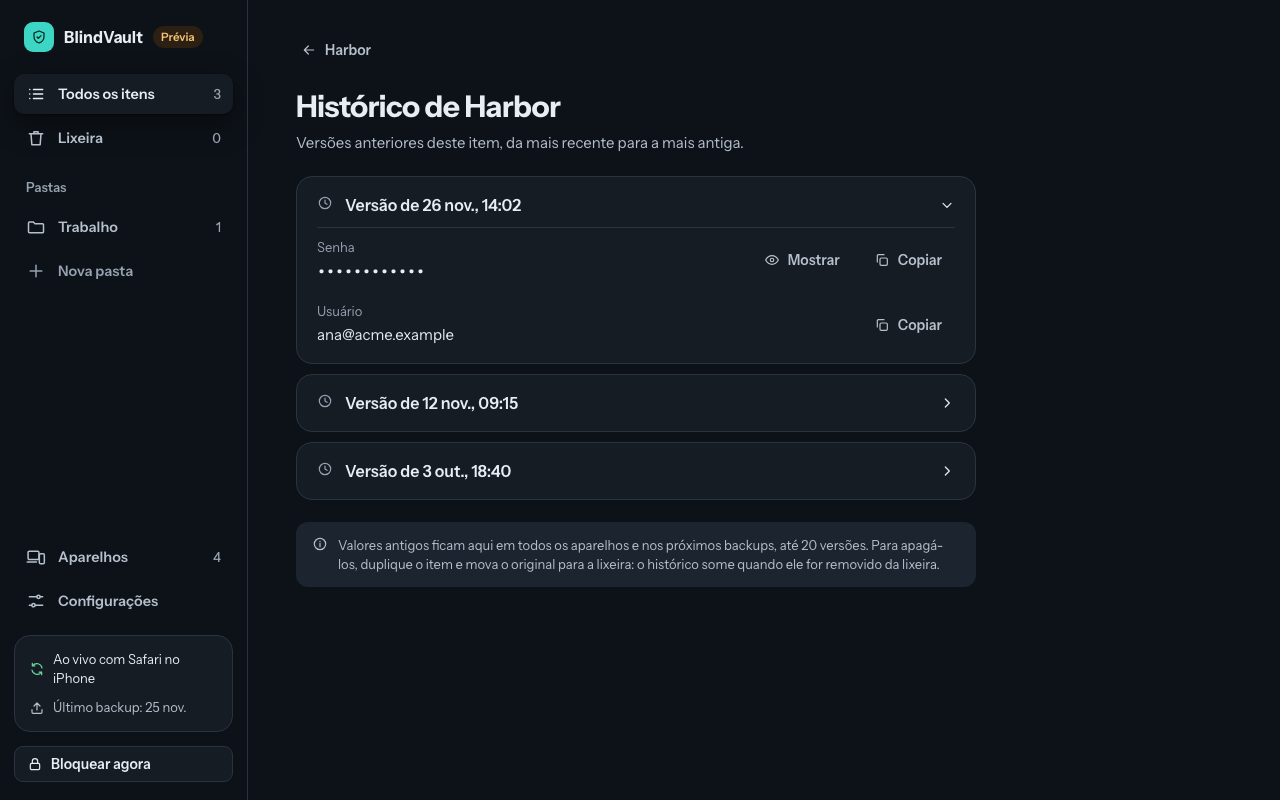 BlindVault
Prévia
Todos os itens 3
Lixeira 0
Pastas
Trabalho 1
Nova pasta
Aparelhos 4
Configurações
Ao vivo com Safari no
iPhone
Último backup: 25 nov.
Bloquear agora
Harbor
Histórico de Harbor
Versões anteriores deste item, da mais recente para a mais antiga.
Versão de 26 nov., 14:02
Senha
••••••••••••
Mostrar
Copiar
Usuário
ana@acme.example
Copiar
Versão de 12 nov., 09:15
Versão de 3 out., 18:40
Valores antigos ficam aqui em todos os aparelhos e nos próximos backups, até 20 versões. Para apagá-
los, duplique o item e mova o original para a lixeira: o histórico some quando ele for removido da lixeira.